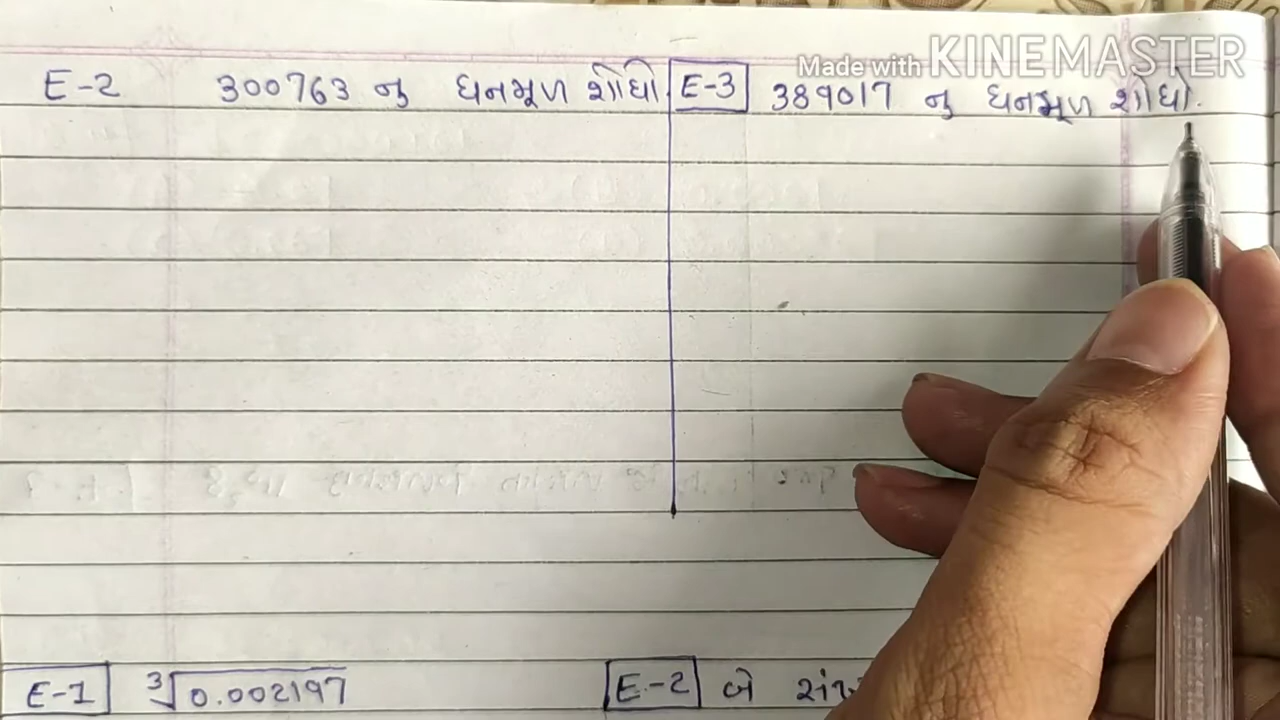 Made with KINEMASTER
E-2 300763 નુ ઘનમૂળ શોધો.
E-3 389017 નુ ઘનમૂળ શોધો.
E-1 ∛0.002197
E-2 બે